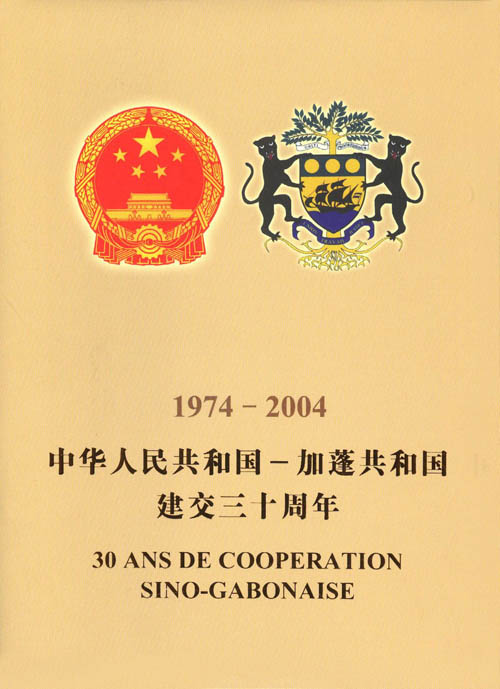 1974 - 2004
中华人民共和国－加蓬共和国
建交三十周年
30 ANS DE COOPERATION
SINO-GABONAISE